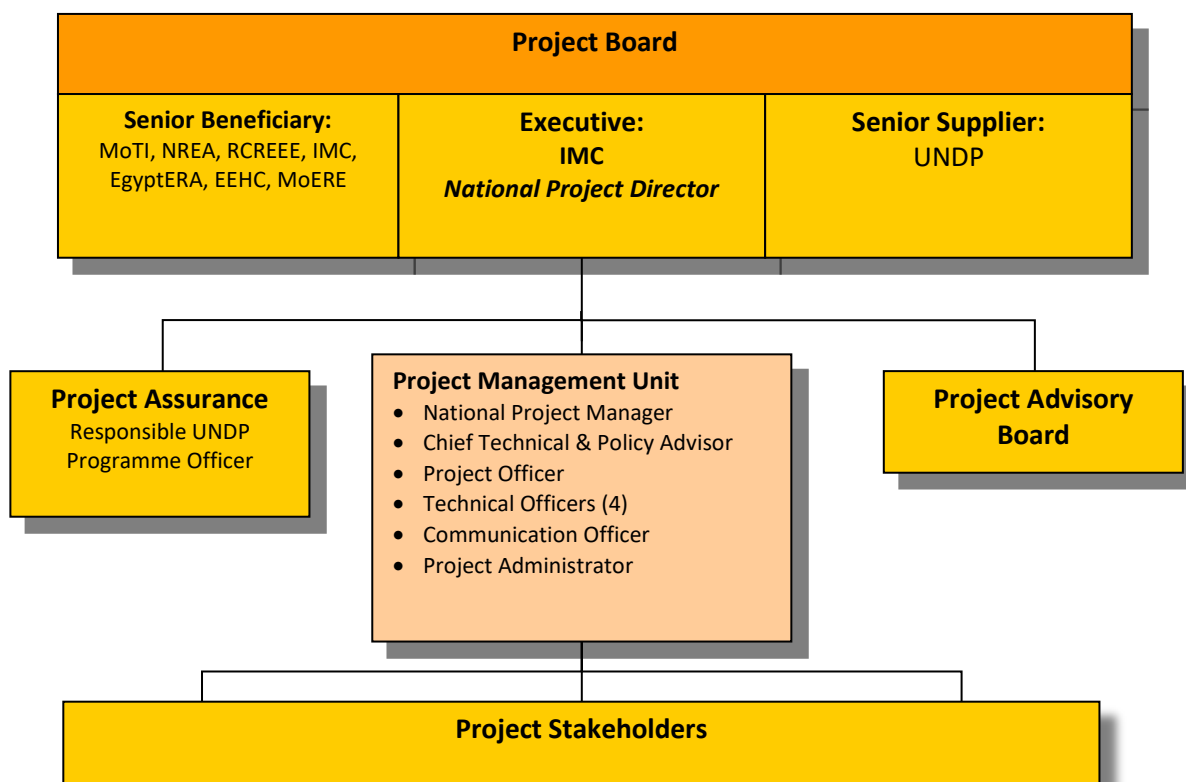 Project Board
Senior Beneficiary:
MoTI, NREA, RCREEE, IMC,
EgyptERA, EEHC, MoERE
Executive:
IMC
National Project Director
Senior Supplier:
UNDP
Project Assurance
Responsible UNDP
Programme Officer
Project Management Unit
• National Project Manager
• Chief Technical & Policy Advisor
• Project Officer
• Technical Officers (4)
• Communication Officer
• Project Administrator
Project Advisory
Board
Project Stakeholders